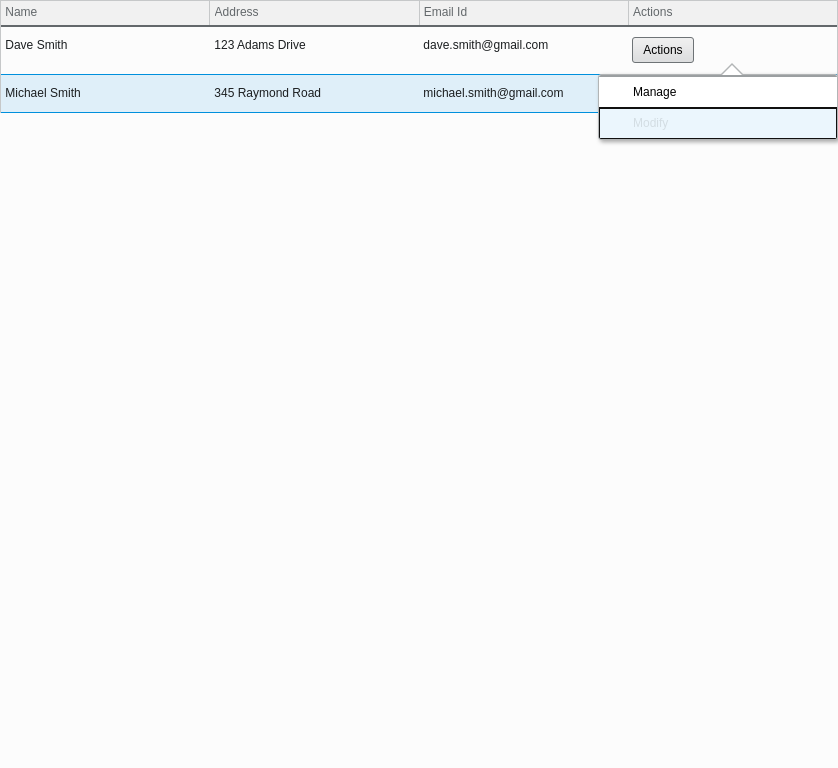 Name Address Email Id Actions
Dave Smith 123 Adams Drive dave.smith@gmail.com Actions
Michael Smith 345 Raymond Road michael.smith@gmail.com Manage
Modify